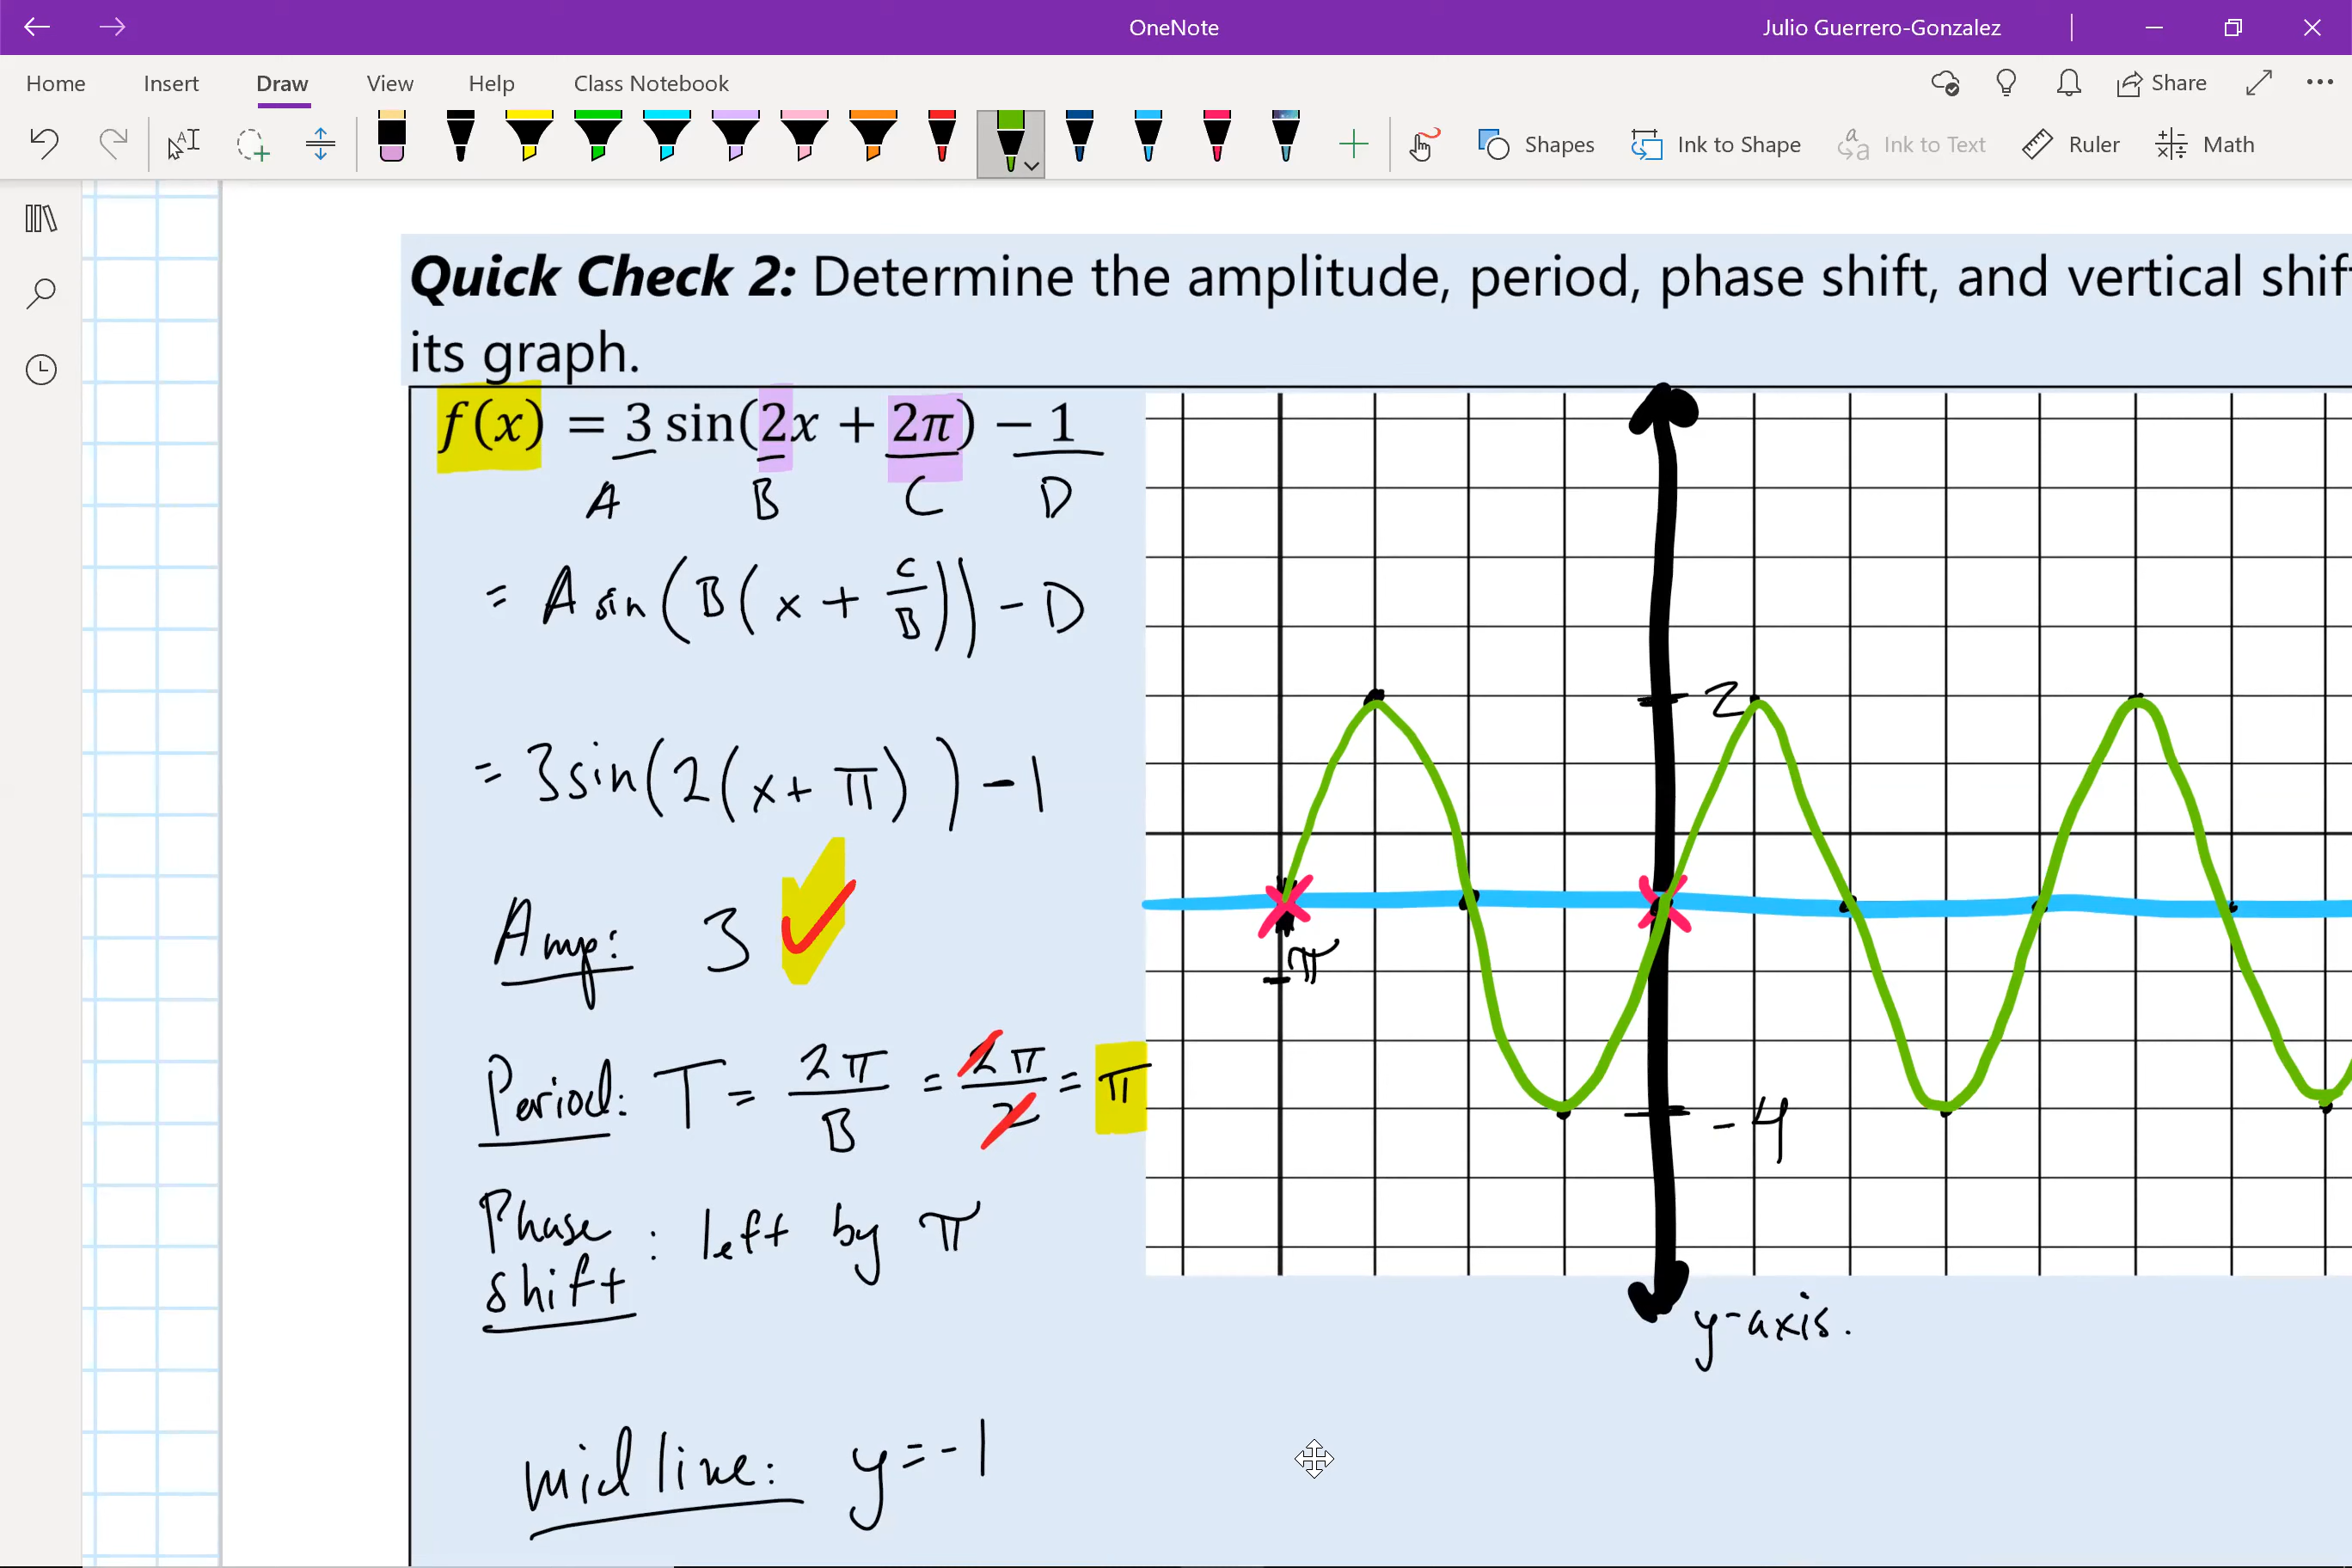 OneNote
Julio Guerrero-Gonzalez
Home Insert Draw View Help Class Notebook
Share
Shapes Ink to Shape Ink to Text Ruler Math
Quick Check 2: Determine the amplitude, period, phase shift, and vertical shif
its graph.
f(x) = 3 sin(2x + 2π) − 1
A B C D
= A sin(B(x + C/B)) - D
= 3sin(2(x+π)) - 1
Amp: 3
Period: T = 2π/B = 2π/2 = π
Phase shift : left by π
midline: y=-1
2
-π
-4
y-axis.